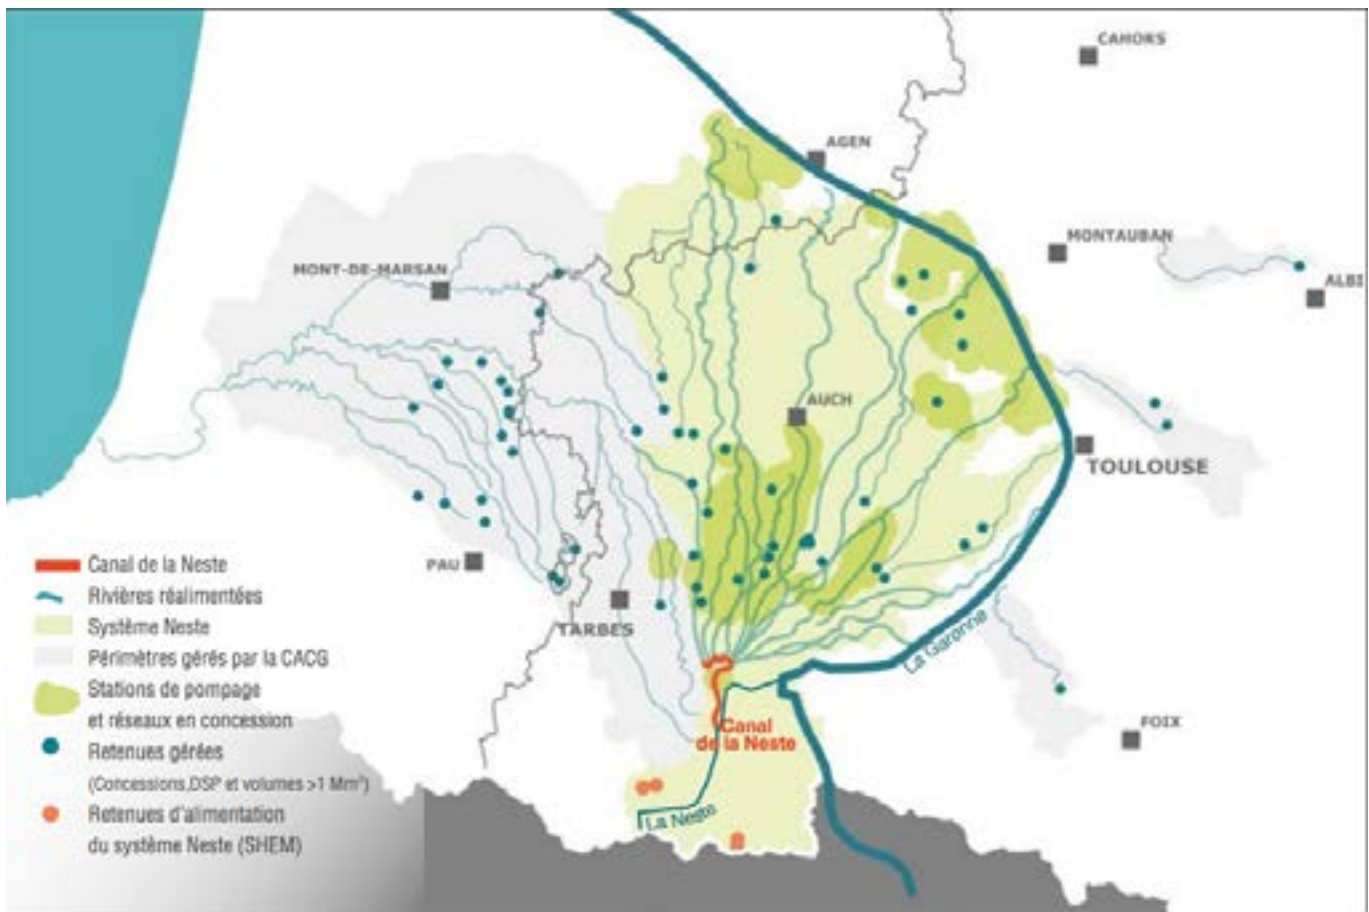 CAHORS
AGEN
MONTAUBAN
MONT-DE-MARSAN
ALBI
AUCH
TOULOUSE
PAU
TARBES
La Garonne
FOIX
Canal
de la Neste
La Neste
Canal de la Neste
Rivières réalimentées
Système Neste
Périmètres gérés par la CACG
Stations de pompage
et réseaux en concession
Retenues gérées
(Concessions,DSP et volumes >1 Mm³)
Retenues d'alimentation
du système Neste (SHEM)